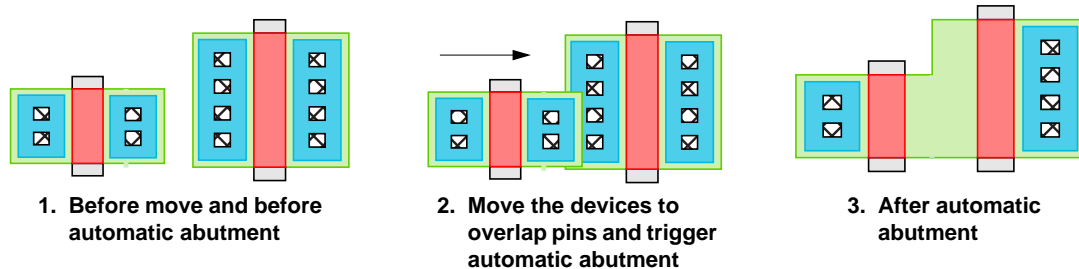 1. Before move and before
automatic abutment
2. Move the devices to
overlap pins and trigger
automatic abutment
3. After automatic
abutment